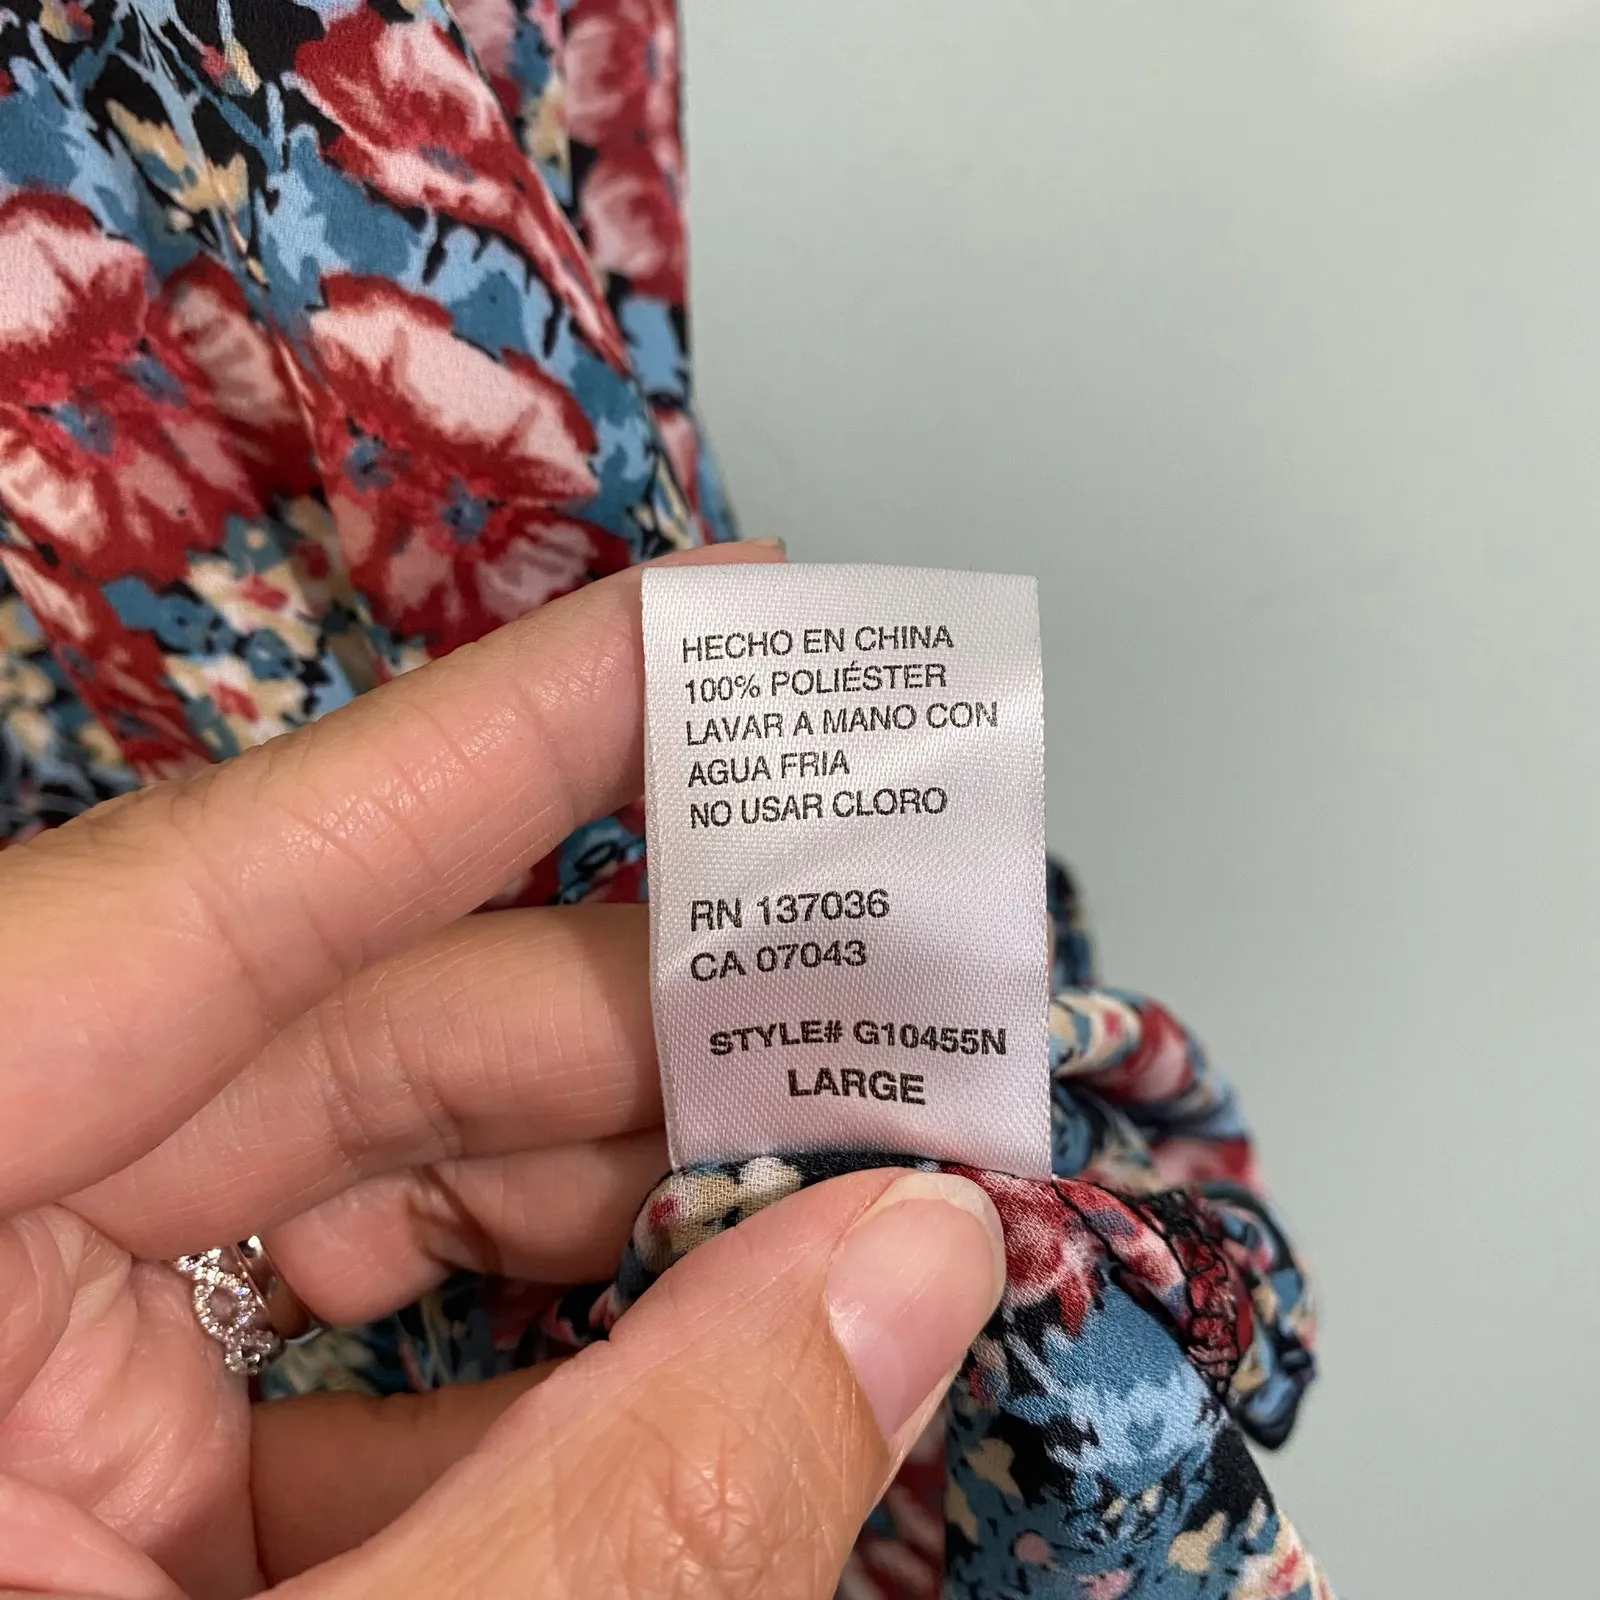 HECHO EN CHINA
100% POLIÉSTER
LAVAR A MANO CON
AGUA FRIA
NO USAR CLORO
RN 137036
CA 07043
STYLE# G10455N
LARGE